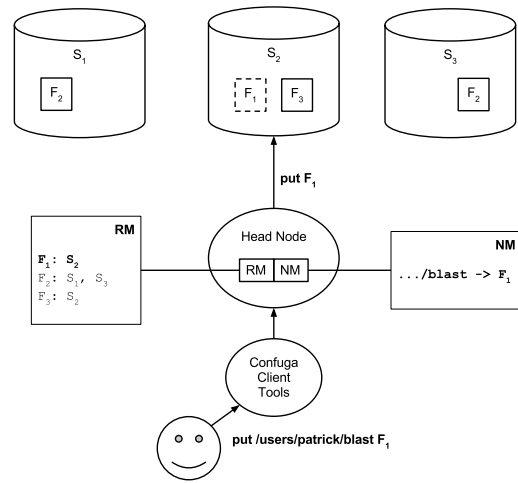 S1
S2
S3
F2
F1
F3
F2
put F1
RM
F1: S2
F2: S1, S3
F3: S2
Head Node
RM NM
NM
.../blast -> F1
Confuga
Client
Tools
put /users/patrick/blast F1